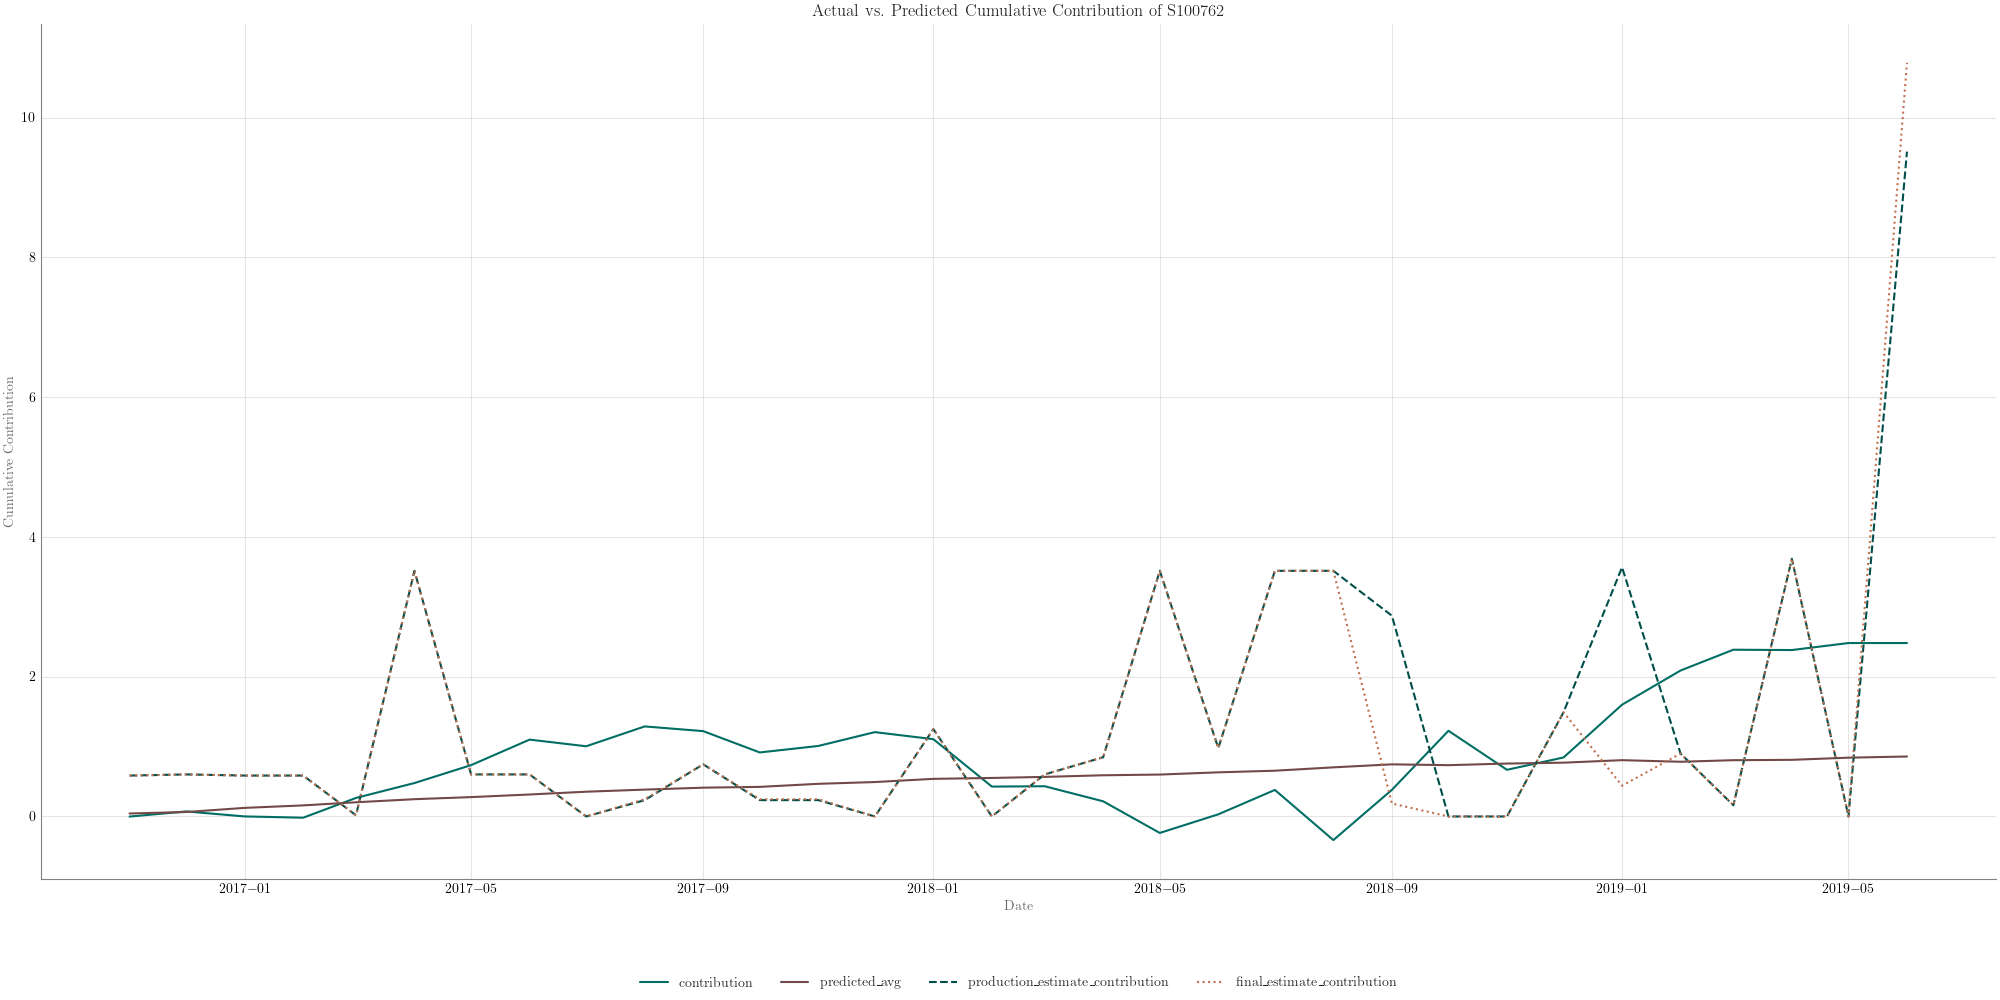 Actual vs. Predicted Cumulative Contribution of S100762
Cumulative Contribution
10
8
6
4
2
0
2017−01 2017−05 2017−09 2018−01 2018−05 2018−09 2019−01 2019−05
Date
contribution predicted_avg production_estimate_contribution final_estimate_contribution